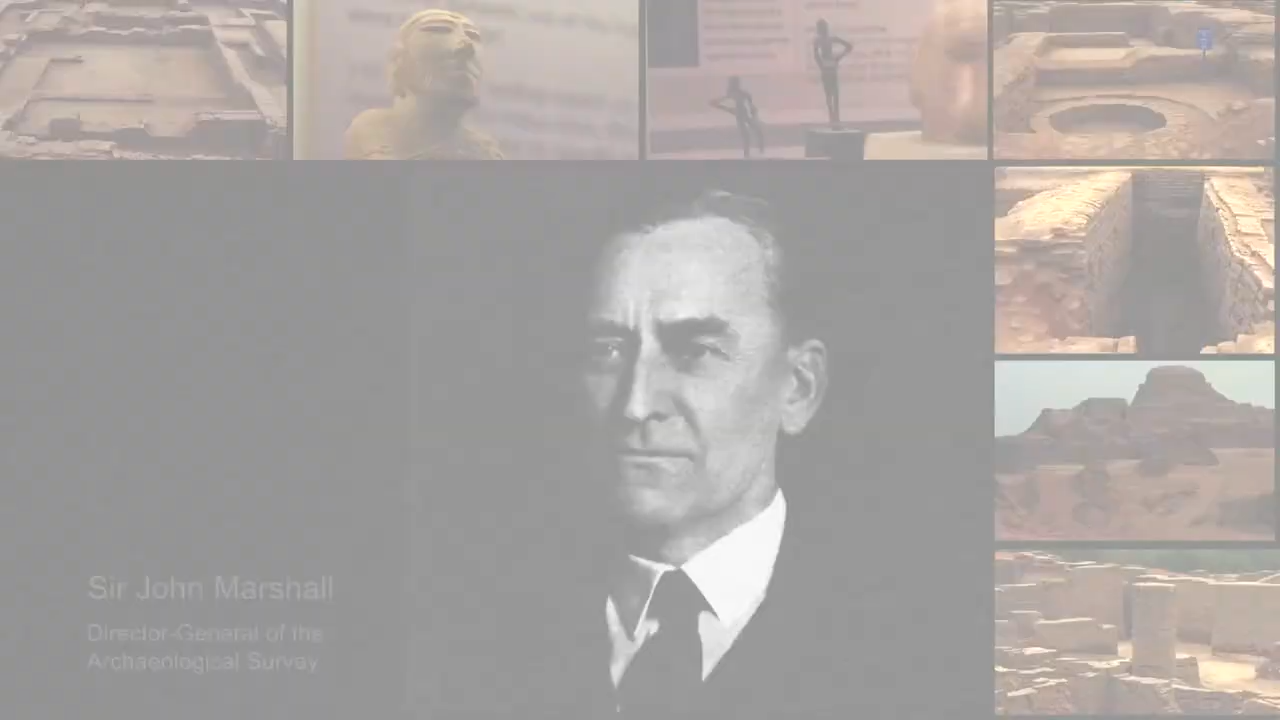 Sir John Marshall
Director-General of the
Archaeological Survey